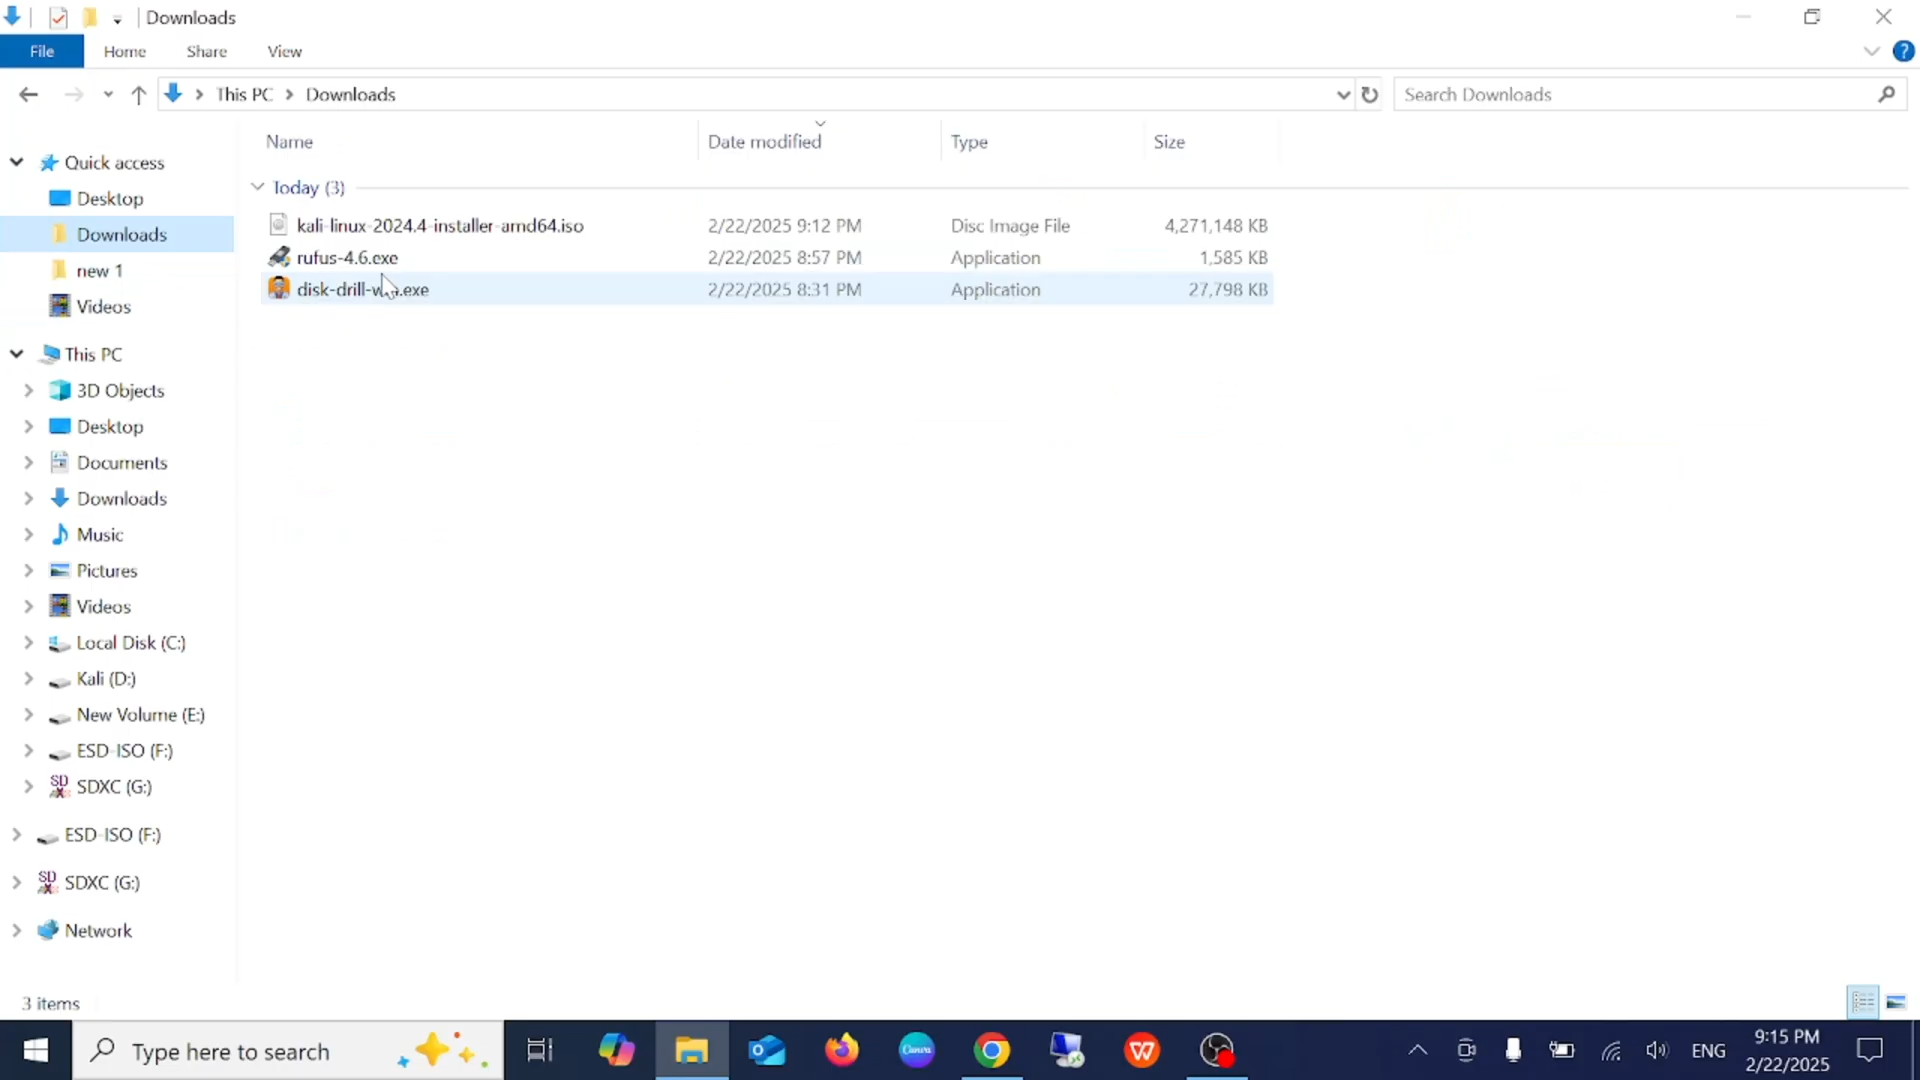 Downloads
File Home Share View
This PC Downloads
Search Downloads
Name Date modified Type Size
Quick access
Today (3)
Desktop
kali-linux-2024.4-installer-amd64.iso 2/22/2025 9:12 PM Disc Image File 4,271,148 KB
Downloads
rufus-4.6.exe 2/22/2025 8:57 PM Application 1,585 KB
new 1
disk-drill-w .exe 2/22/2025 8:31 PM Application 27,798 KB
Videos
This PC
3D Objects
Desktop
Documents
Downloads
Music
Pictures
Videos
Local Disk (C:)
Kali (D:)
New Volume (E:)
ESD-ISO (F:)
SDXC (G:)
ESD-ISO (F:)
SDXC (G:)
Network
3 items
Type here to search
Canva
ENG
9:15 PM
2/22/2025